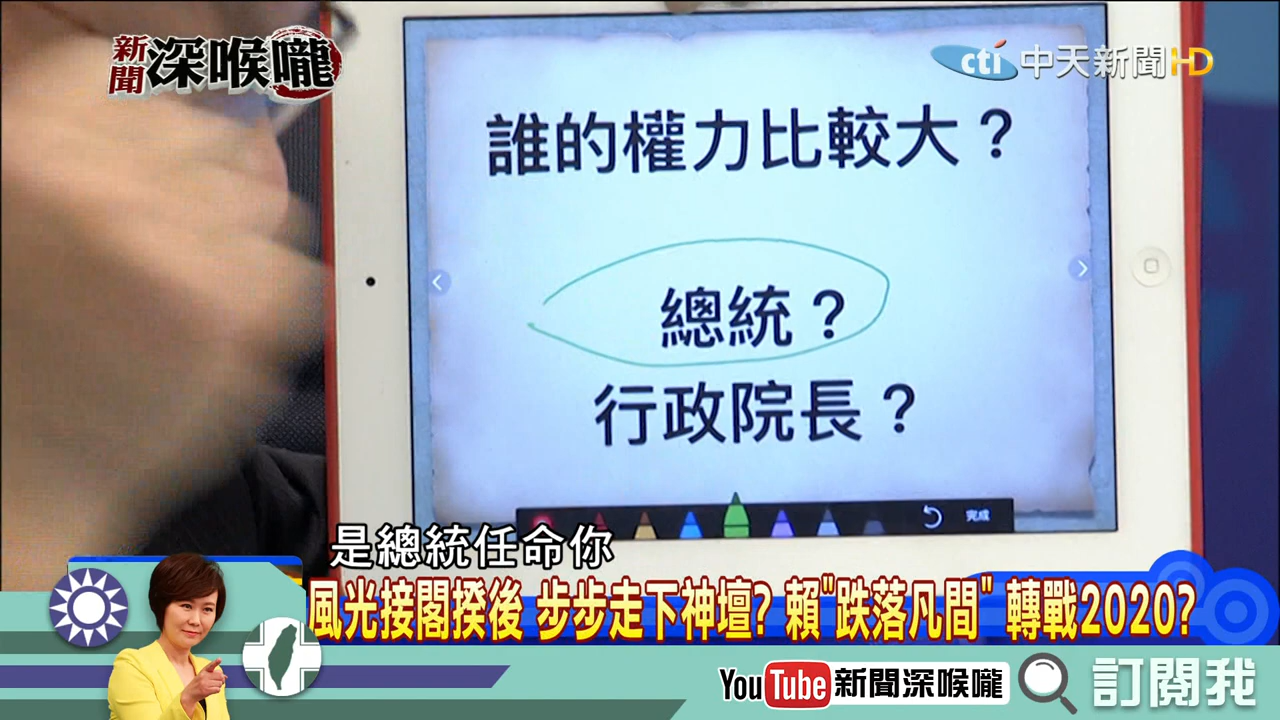 新聞深喉嚨
cti 中天新聞HD
誰的權力比較大？
總統？
行政院長？
完成
是總統任命你
風光接閣揆後 步步走下神壇？賴"跌落凡間" 轉戰2020？
YouTube 新聞深喉嚨
訂閱我